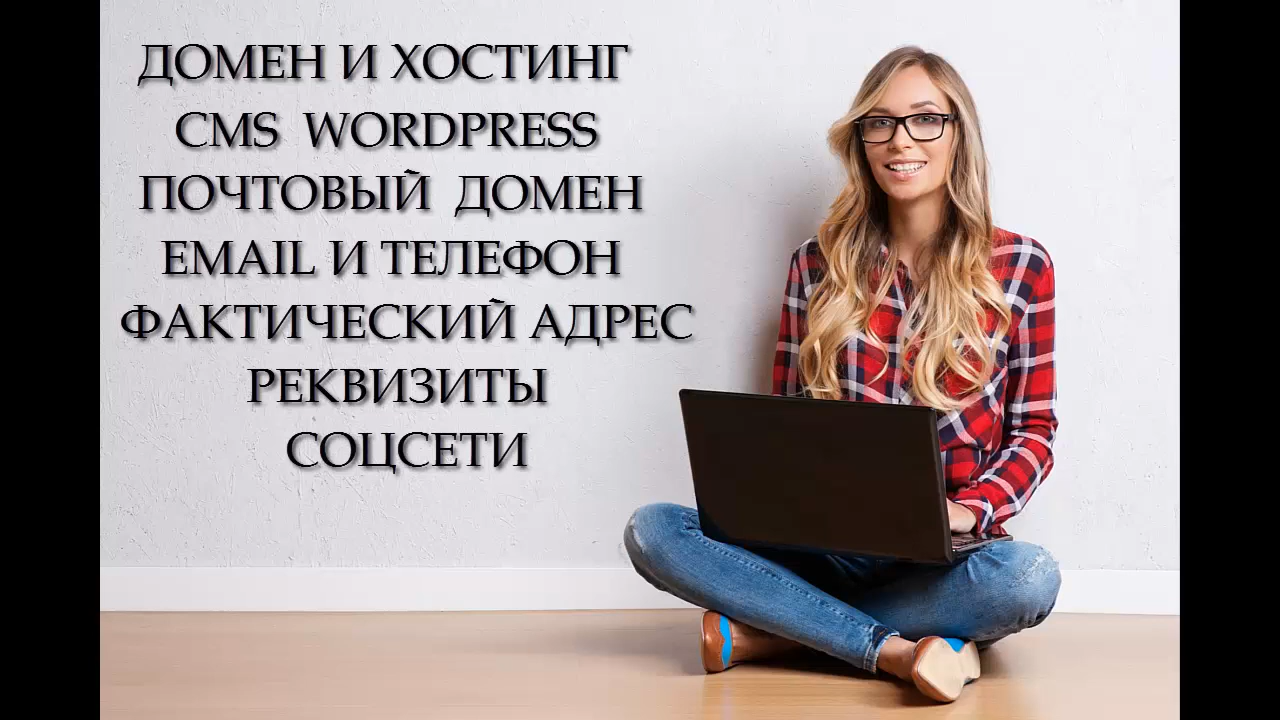 ДОМЕН И ХОСТИНГ
CMS WORDPRESS
ПОЧТОВЫЙ ДОМЕН
EMAIL И ТЕЛЕФОН
ФАКТИЧЕСКИЙ АДРЕС
РЕКВИЗИТЫ
СОЦСЕТИ